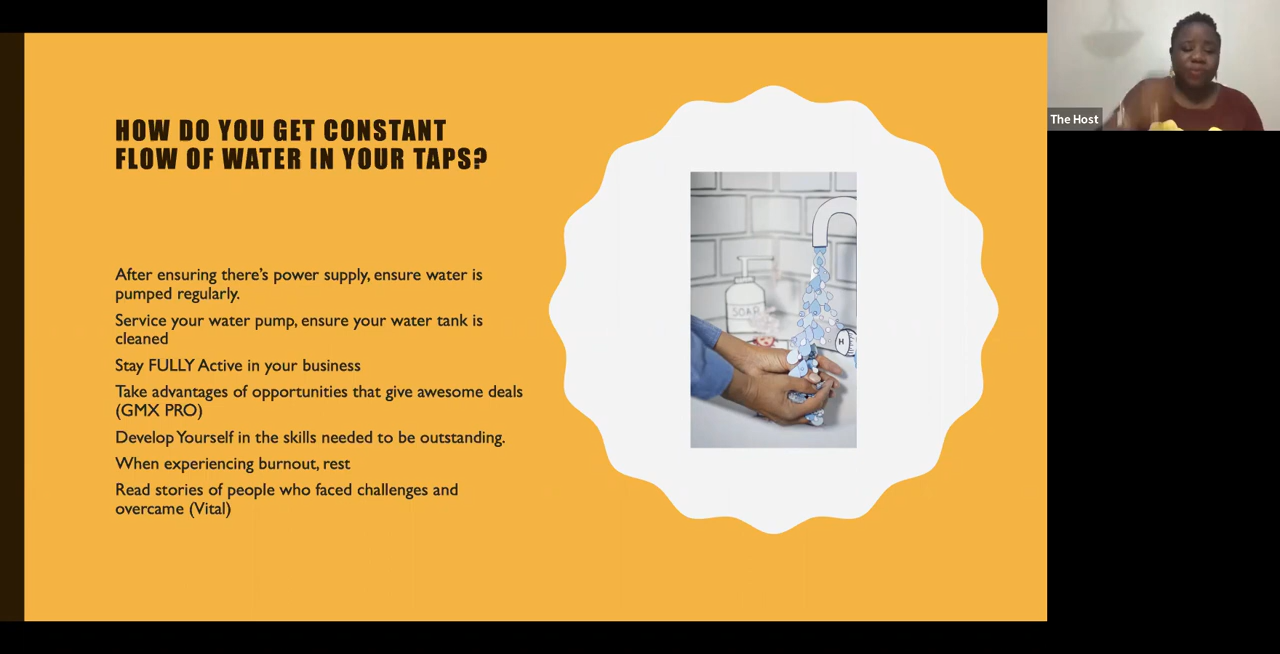 HOW DO YOU GET CONSTANT
FLOW OF WATER IN YOUR TAPS?
After ensuring there's power supply, ensure water is
pumped regularly.
Service your water pump, ensure your water tank is
cleaned
Stay FULLY Active in your business
Take advantages of opportunities that give awesome deals
(GMX PRO)
Develop Yourself in the skills needed to be outstanding.
When experiencing burnout, rest
Read stories of people who faced challenges and
overcame (Vital)
SOAP
H
The Host